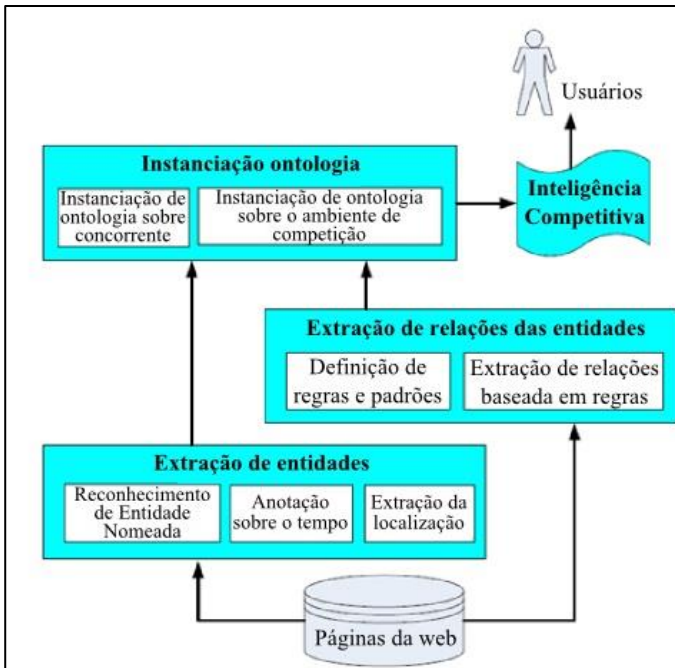 Usuários
Instanciação ontologia
Instanciação de
ontologia sobre
concorrente
Instanciação de ontologia
sobre o ambiente de
competição
Inteligência
Competitiva
Extração de relações das entidades
Definição de
regras e padrões
Extração de relações
baseada em regras
Extração de entidades
Reconhecimento
de Entidade
Nomeada
Anotação
sobre o tempo
Extração da
localização
Páginas da web